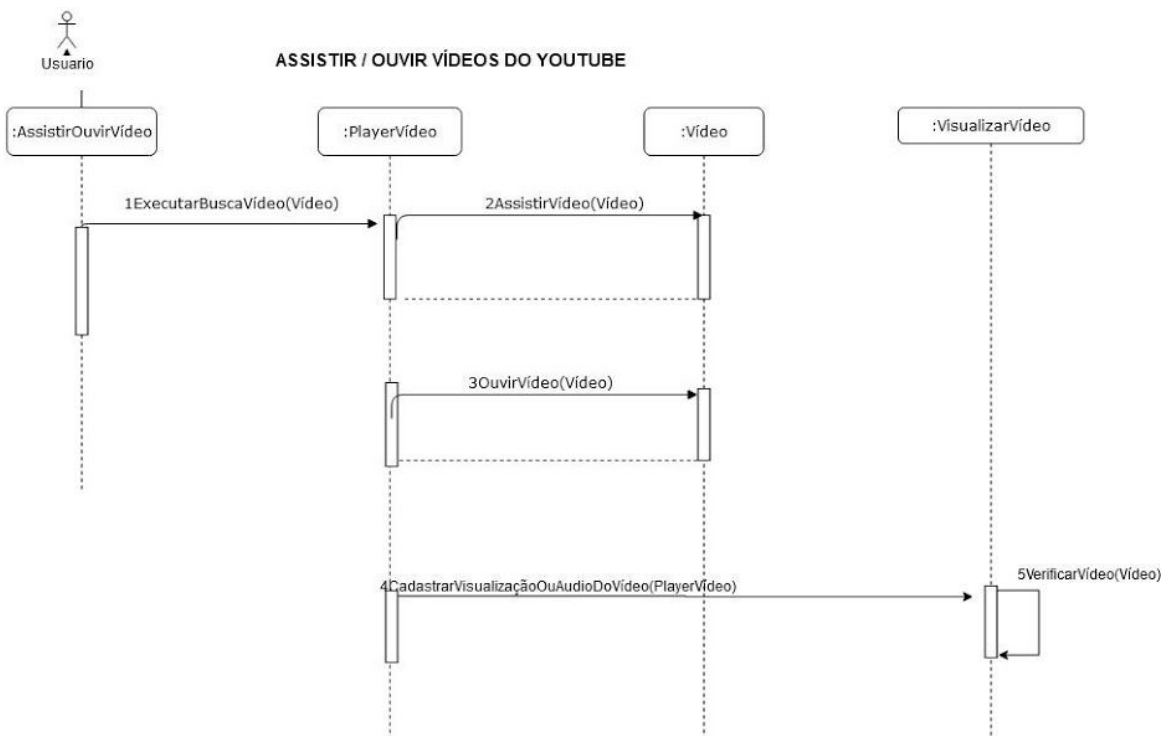 Usuario
ASSISTIR / OUVIR VÍDEOS DO YOUTUBE
:AssistirOuvirVídeo
:PlayerVídeo
:Vídeo
:VisualizarVídeo
1ExecutarBuscaVídeo(Vídeo)
2AssistirVídeo(Vídeo)
3OuvirVídeo(Vídeo)
4CadastrarVisualizaçãoOuAudioDoVídeo(PlayerVídeo)
5VerificarVídeo(Vídeo)